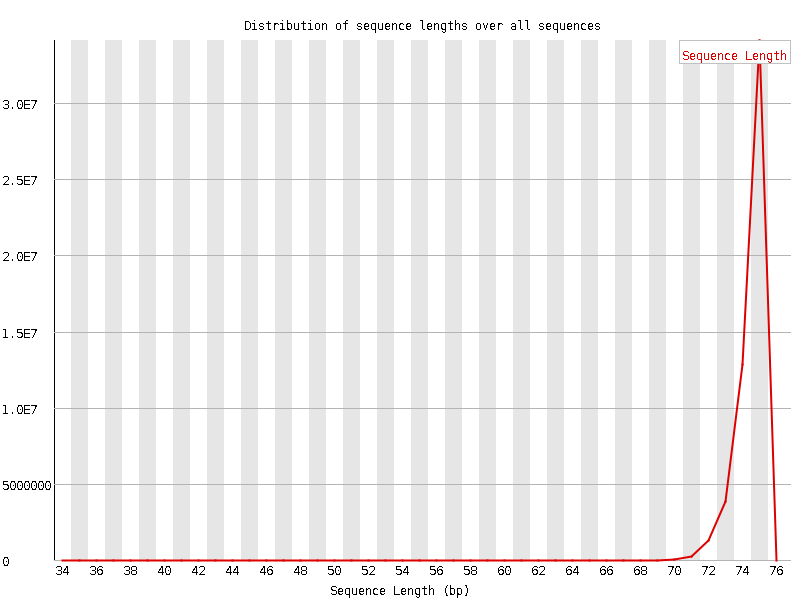 Distribution of sequence lengths over all sequences
Sequence Length
3.0E7
2.5E7
2.0E7
1.5E7
1.0E7
5000000
0
34 36 38 40 42 44 46 48 50 52 54 56 58 60 62 64 66 68 70 72 74 76
Sequence Length (bp)